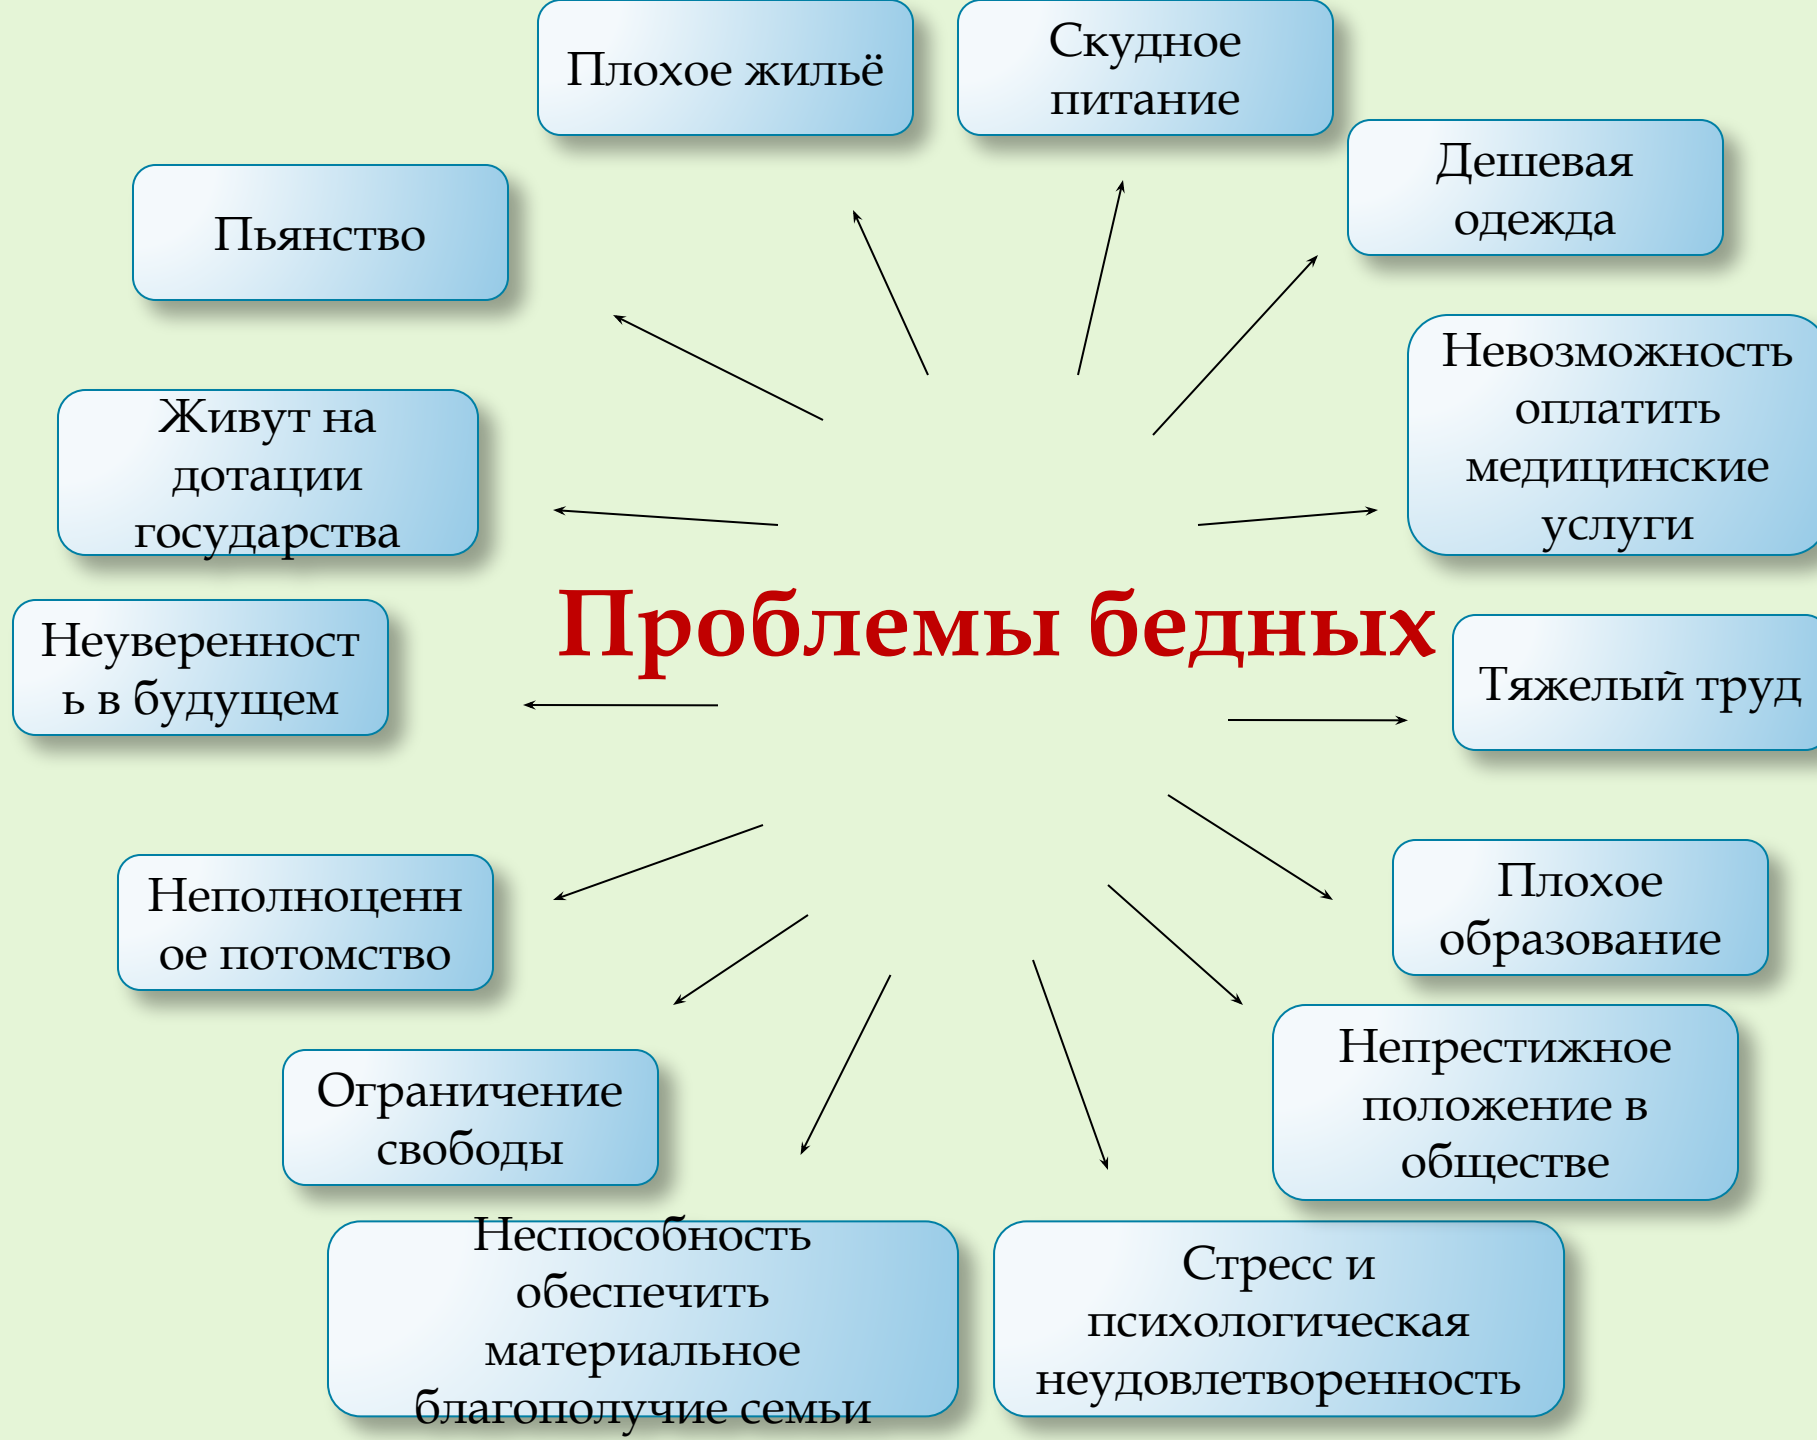 Плохое жильё
Скудное
питание
Дешевая
одежда
Пьянство
Невозможность
оплатить
медицинские
услуги
Живут на
дотации
государства
Проблемы бедных
Неуверенност
ь в будущем
Тяжелый труд
Неполноценн
ое потомство
Плохое
образование
Ограничение
свободы
Непрестижное
положение в
обществе
Неспособность
обеспечить
материальное
благополучие семьи
Стресс и
психологическая
неудовлетворенность